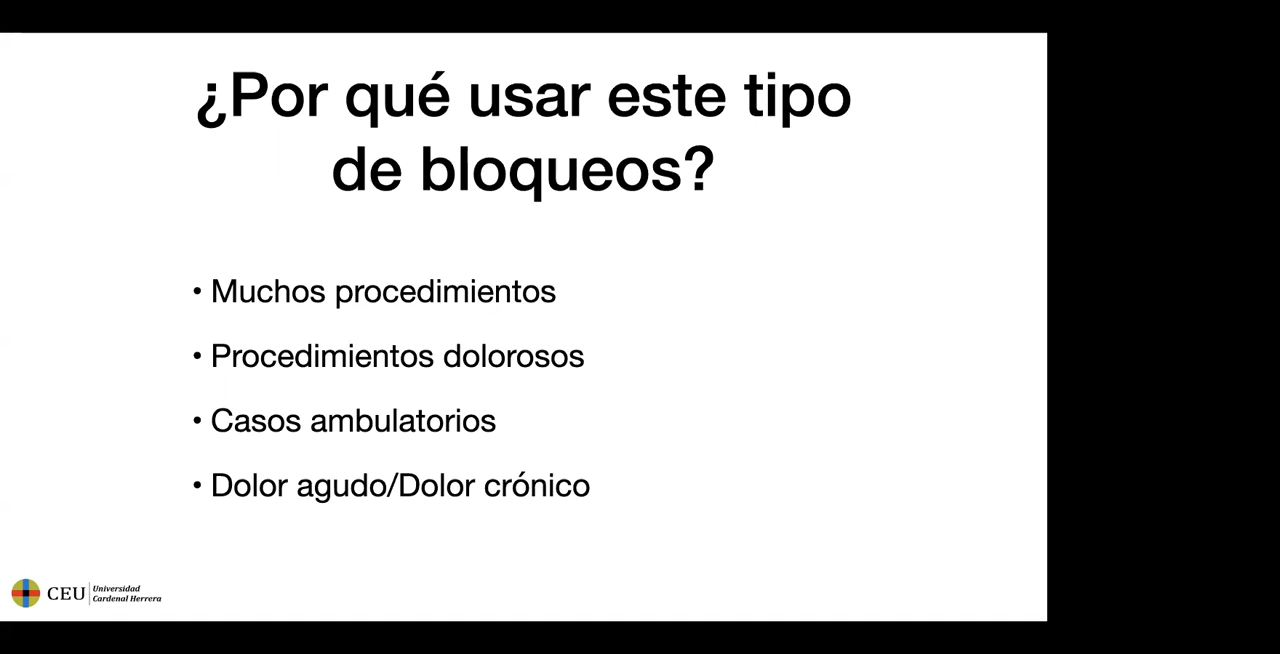 ¿Por qué usar este tipo
de bloqueos?
• Muchos procedimientos
• Procedimientos dolorosos
• Casos ambulatorios
• Dolor agudo/Dolor crónico
CEU Universidad
Cardenal Herrera